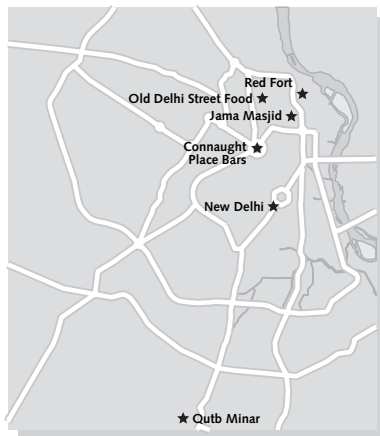 Red Fort
Old Delhi Street Food
Jama Masjid
Connaught
Place Bars
New Delhi
Qutb Minar